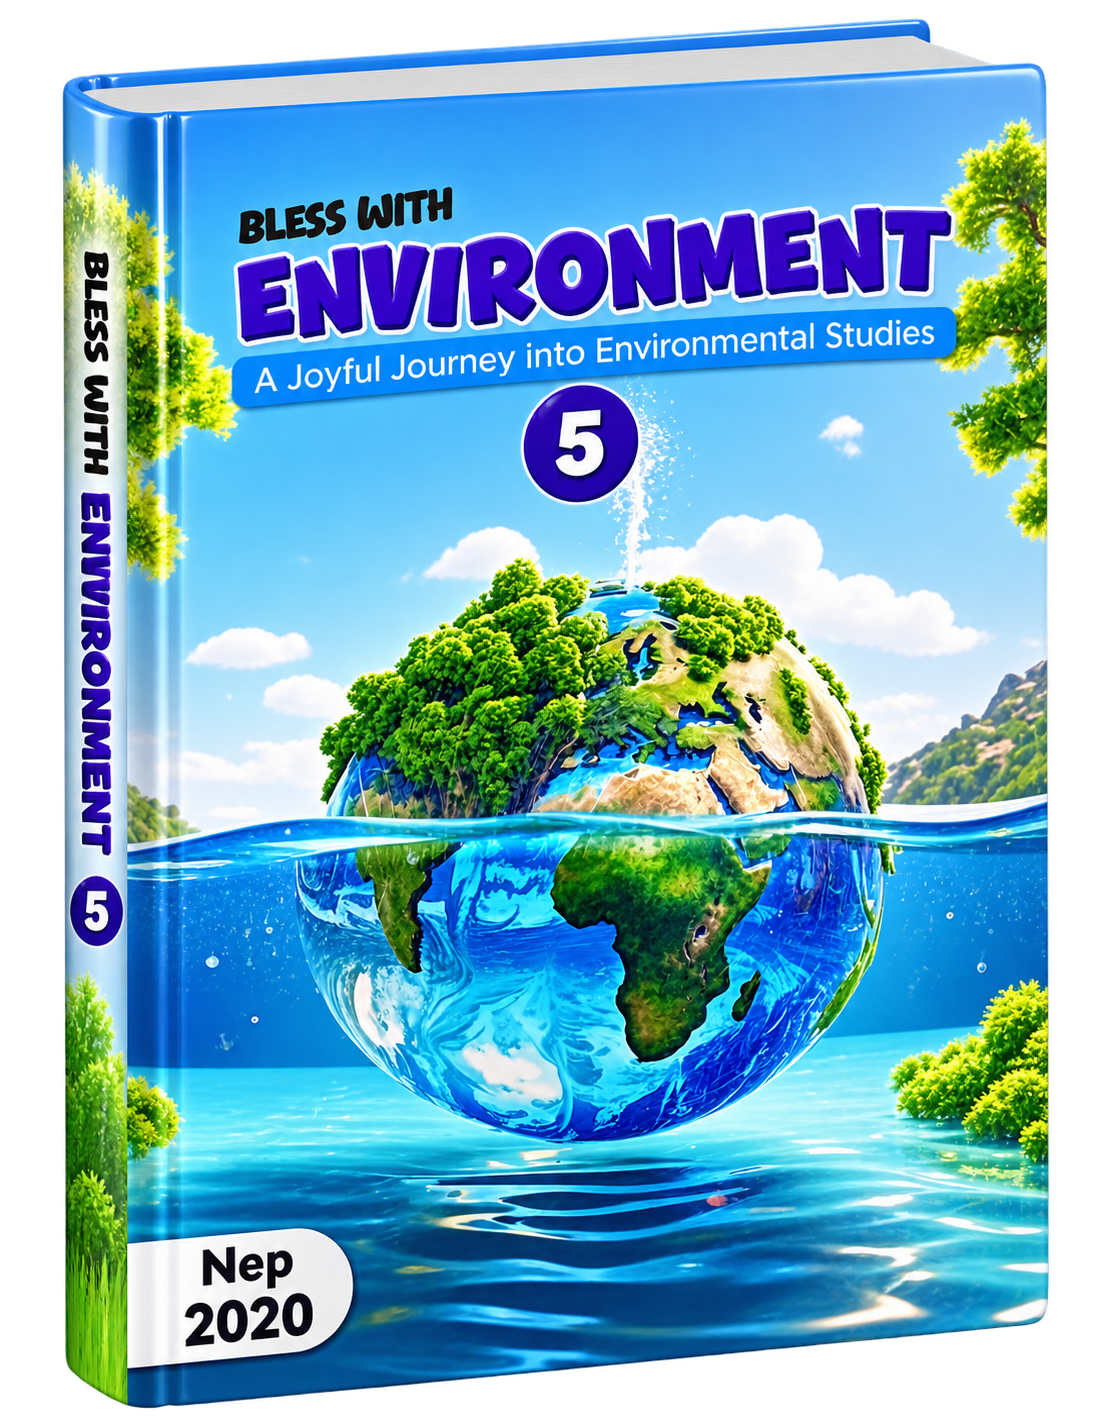 BLESS WITH
ENVIRONMENT
A Joyful Journey into Environmental Studies
5
BLESS WITH ENVIRONMENT 5
Nep
2020